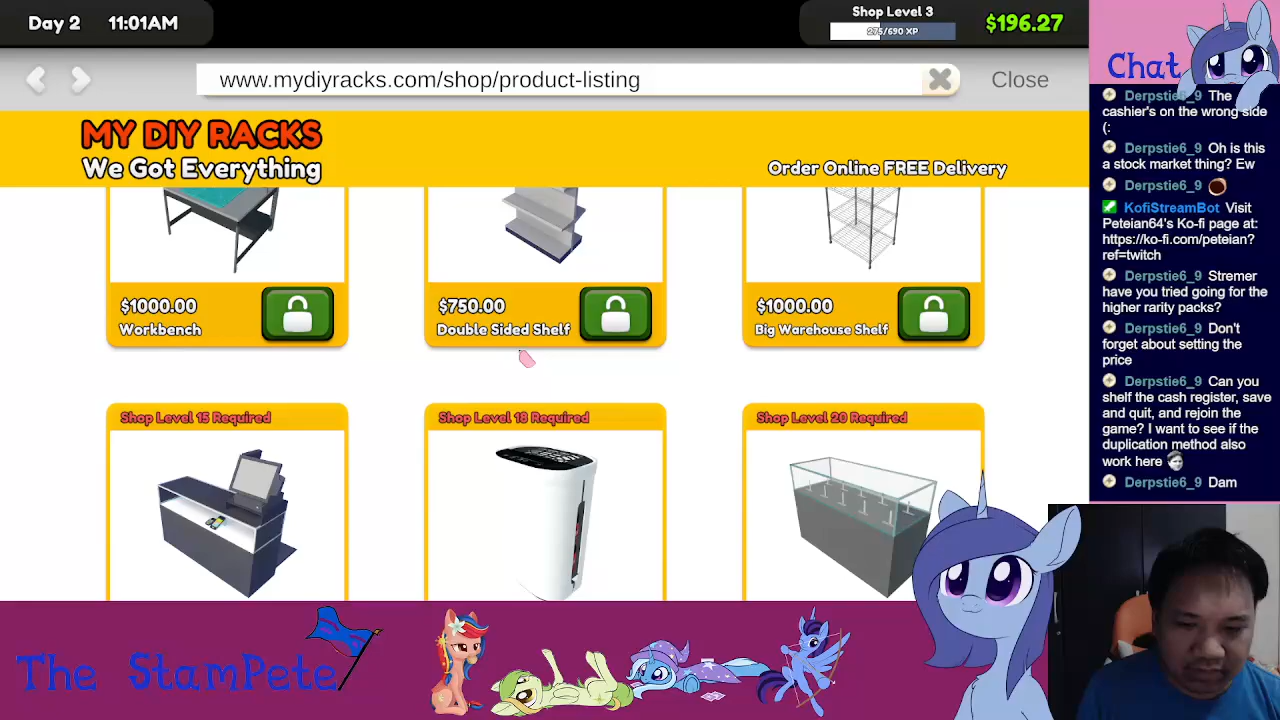 Day 2 11:01AM
Shop Level 3
275/690 XP
$196.27
www.mydiyracks.com/shop/product-listing
Close
MY DIY RACKS
We Got Everything
Order Online FREE Delivery
$1000.00
Workbench
$750.00
Double Sided Shelf
$1000.00
Big Warehouse Shelf
Shop Level 15 Required
Shop Level 18 Required
Shop Level 20 Required
Chat
Derpstie6_9 The
cashier's on the wrong side
(:
Derpstie6_9 Oh is this
a stock market thing? Ew
Derpstie6_9
KofiStreamBot Visit
Peteian64's Ko-fi page at:
https://ko-fi.com/peteian?
ref=twitch
Derpstie6_9 Stremer
have you tried going for the
higher rarity packs?
Derpstie6_9 Don't
forget about setting the
price
Derpstie6_9 Can you
shelf the cash register, save
and quit, and rejoin the
game? I want to see if the
duplication method also
work here
Derpstie6_9 Dam
The StamPete